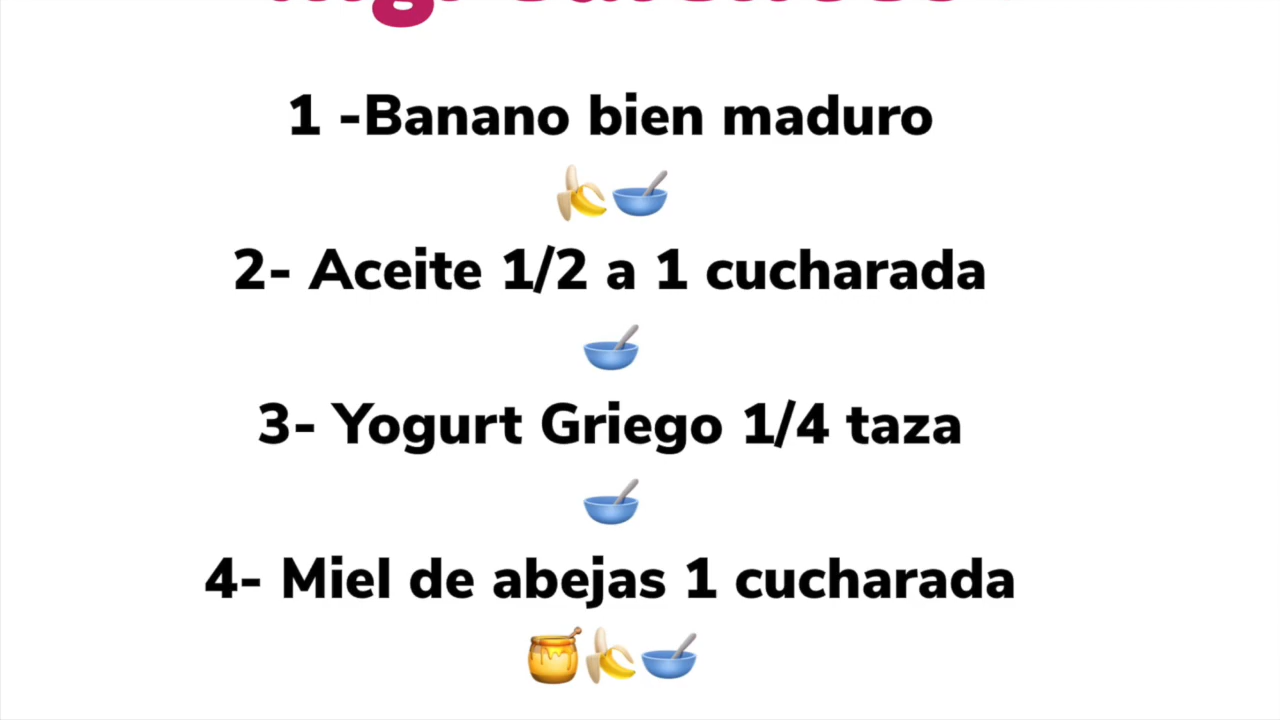 1 -Banano bien maduro
2- Aceite 1/2 a 1 cucharada
3- Yogurt Griego 1/4 taza
4- Miel de abejas 1 cucharada